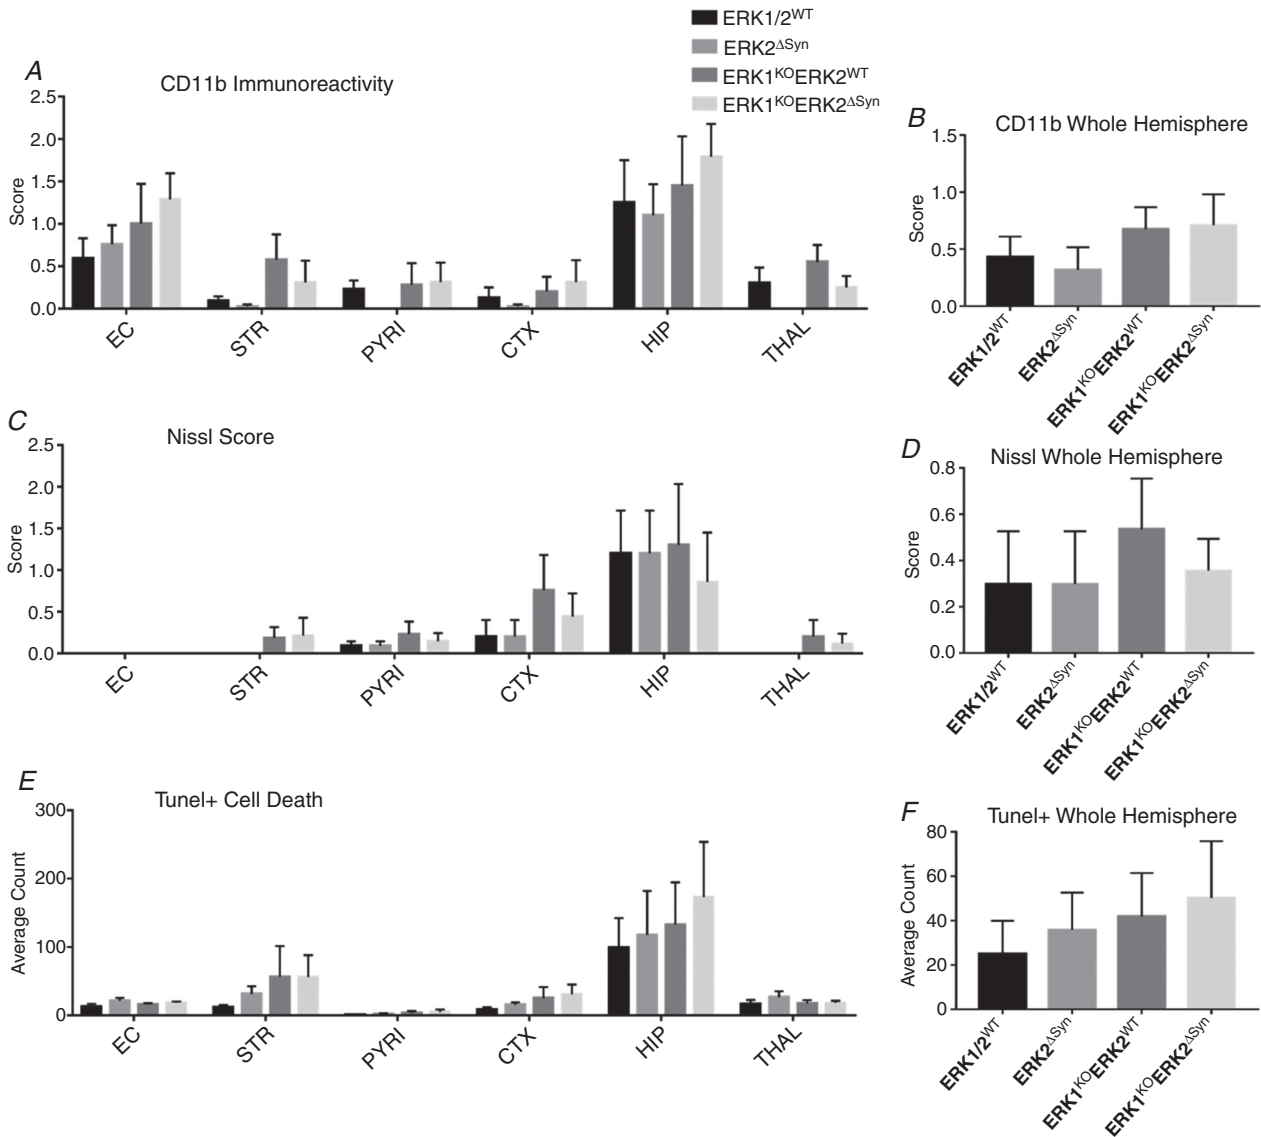 ERK1/2WT
ERK2ΔSyn
ERK1KOERK2WT
ERK1KOERK2ΔSyn
A
CD11b Immunoreactivity
2.5
2.0
1.5
1.0
0.5
0.0
Score
EC
STR
PYRI
CTX
HIP
THAL
B
CD11b Whole Hemisphere
1.5
1.0
0.5
0.0
Score
ERK1/2WT
ERK2ΔSyn
ERK1KOERK2WT
ERK1KOERK2ΔSyn
C
Nissl Score
2.5
2.0
1.5
1.0
0.5
0.0
Score
EC
STR
PYRI
CTX
HIP
THAL
D
Nissl Whole Hemisphere
0.8
0.6
0.4
0.2
0.0
Score
ERK1/2WT
ERK2ΔSyn
ERK1KOERK2WT
ERK1KOERK2ΔSyn
E
Tunel+ Cell Death
300
200
100
0
Average Count
EC
STR
PYRI
CTX
HIP
THAL
F
Tunel+ Whole Hemisphere
80
60
40
20
0
Average Count
ERK1/2WT
ERK2ΔSyn
ERK1KOERK2WT
ERK1KOERK2ΔSyn